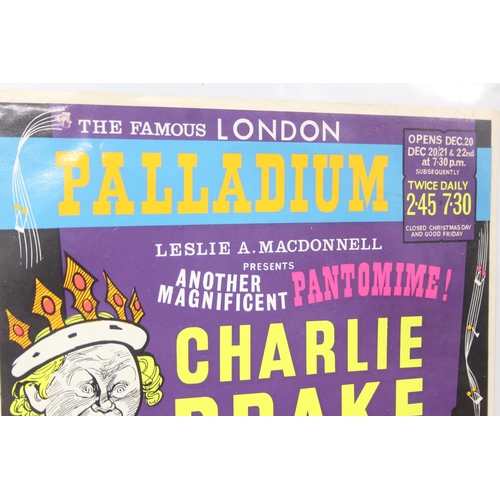 THE FAMOUS LONDON
PALLADIUM
OPENS DEC.20
DEC 20/21 & 22nd
at 7·30 p.m.
SUBSEQUENTLY
TWICE DAILY
2·45 7·30
CLOSED CHRISTMAS DAY
AND GOOD FRIDAY
LESLIE A. MACDONNELL
PRESENTS
ANOTHER
MAGNIFICENT PANTOMIME!
CHARLIE
DRAKE